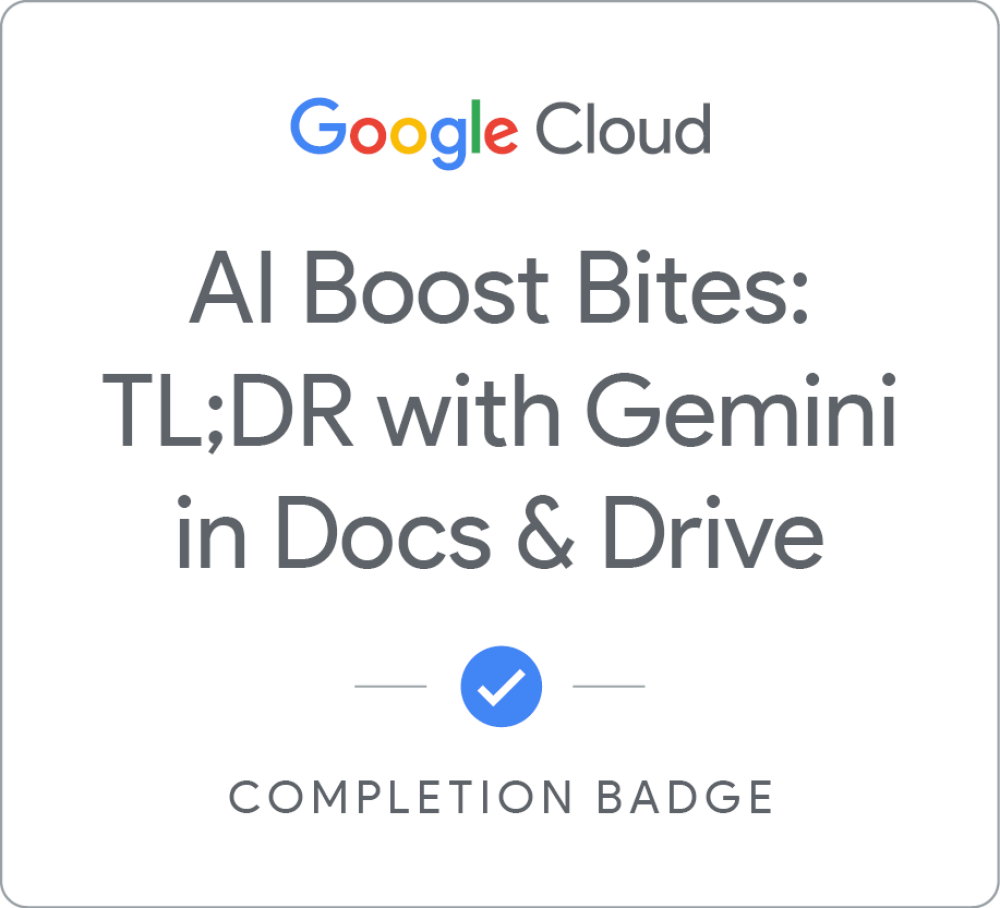 Google Cloud
AI Boost Bites:
TL;DR with Gemini
in Docs & Drive
COMPLETION BADGE